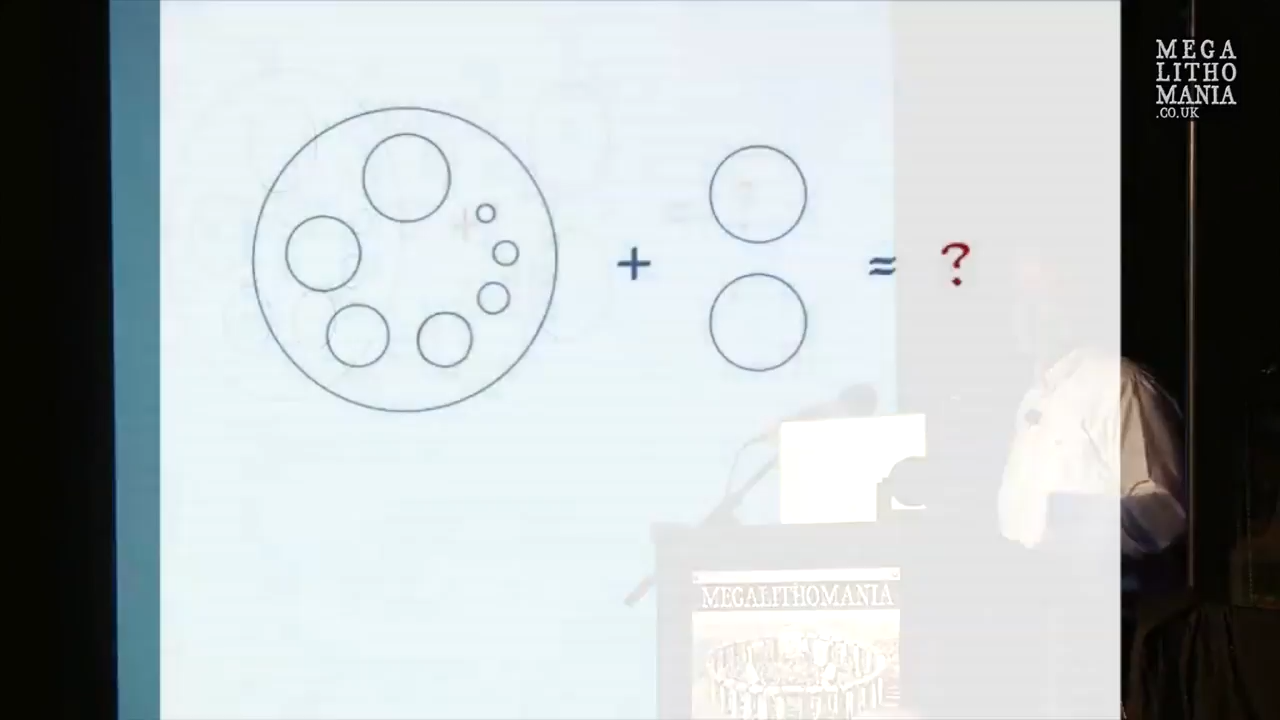 MEGA
LITHO
MANIA
.CO.UK
+ ≈ ?
MEGALITHOMANIA